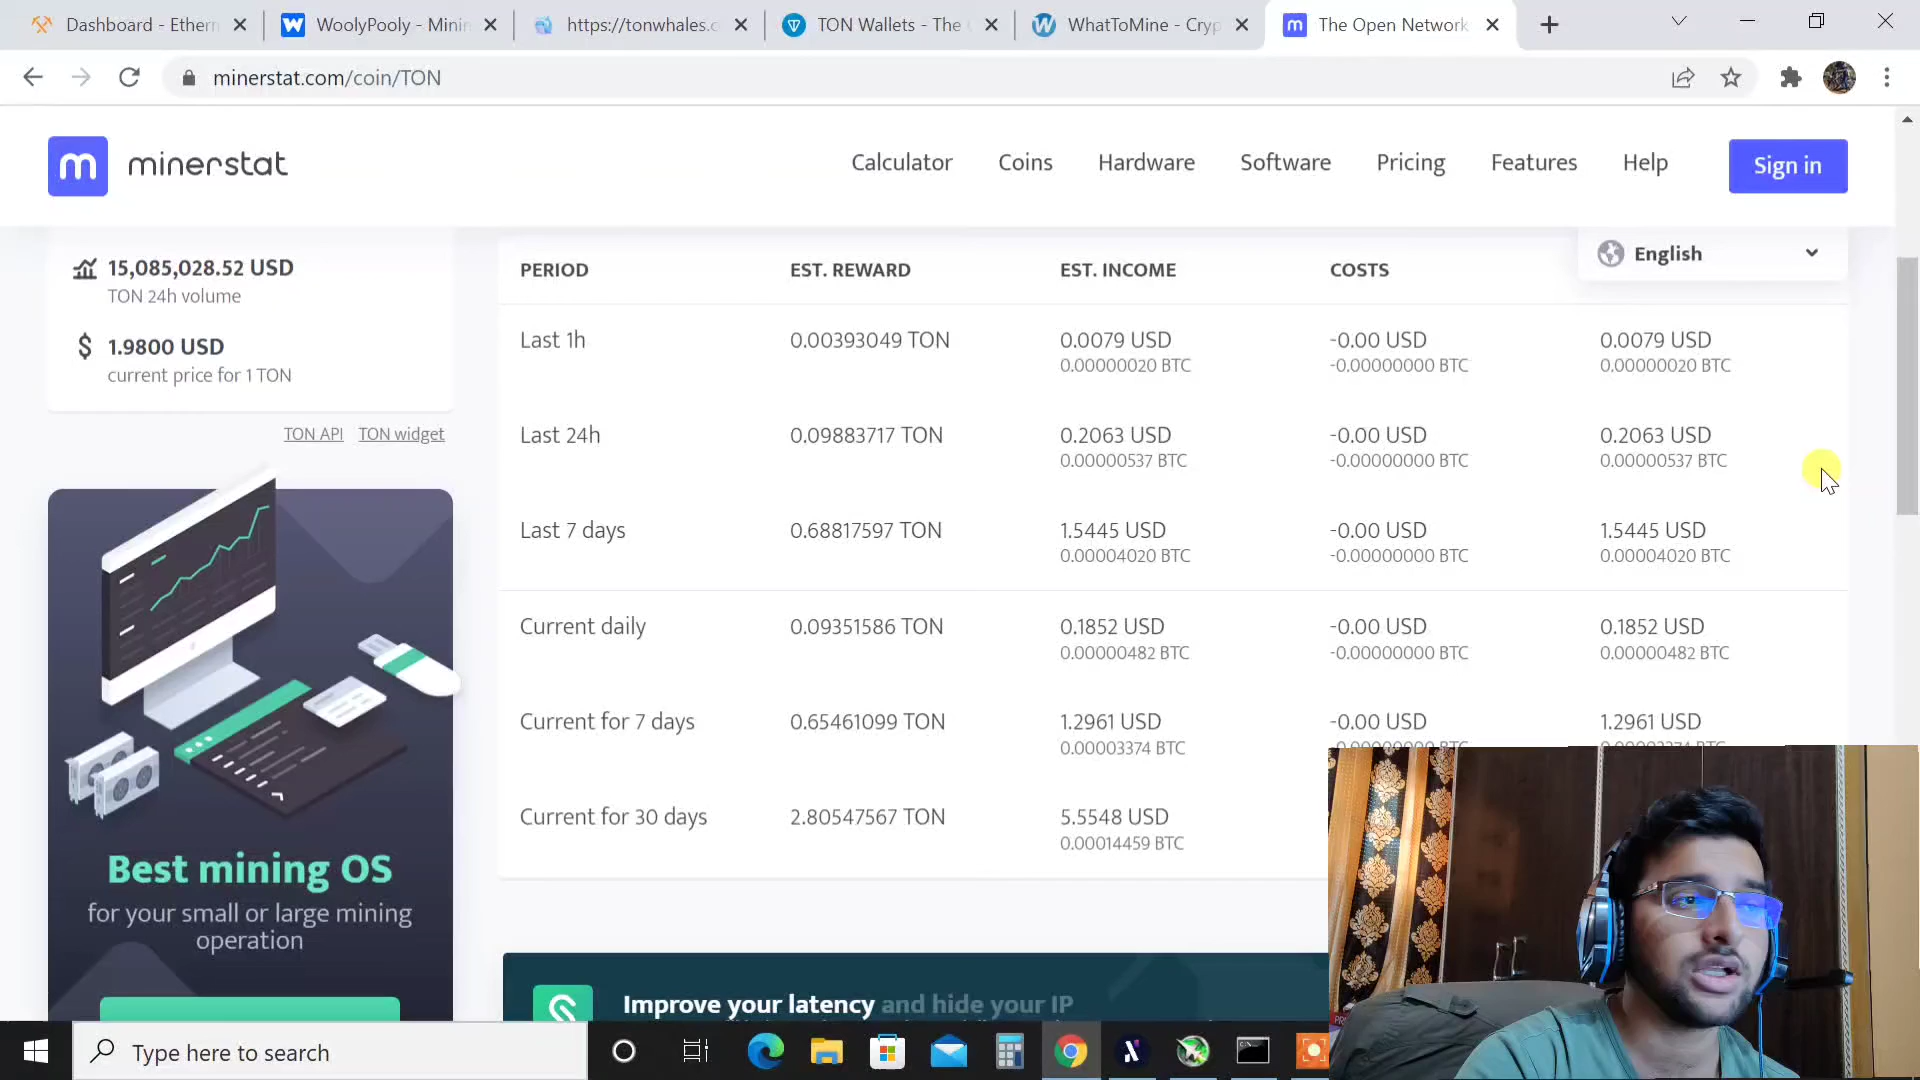 Dashboard - Ethern
WoolyPooly - Minin
https://tonwhales.c
TON Wallets - The
WhatToMine - Cryp
The Open Network
minerstat.com/coin/TON
m minerstat
Calculator
Coins
Hardware
Software
Pricing
Features
Help
Sign in
English
15,085,028.52 USD
TON 24h volume
$ 1.9800 USD
current price for 1 TON
TON API TON widget
PERIOD EST. REWARD EST. INCOME COSTS
Last 1h 0.00393049 TON 0.0079 USD -0.00 USD 0.0079 USD
0.00000020 BTC -0.00000000 BTC 0.00000020 BTC
Last 24h 0.09883717 TON 0.2063 USD -0.00 USD 0.2063 USD
0.00000537 BTC -0.00000000 BTC 0.00000537 BTC
Last 7 days 0.68817597 TON 1.5445 USD -0.00 USD 1.5445 USD
0.00004020 BTC -0.00000000 BTC 0.00004020 BTC
Current daily 0.09351586 TON 0.1852 USD -0.00 USD 0.1852 USD
0.00000482 BTC -0.00000000 BTC 0.00000482 BTC
Current for 7 days 0.65461099 TON 1.2961 USD -0.00 USD 1.2961 USD
0.00003374 BTC
Current for 30 days 2.80547567 TON 5.5548 USD
0.00014459 BTC
Best mining OS
for your small or large mining
operation
Improve your latency and hide your IP
Type here to search